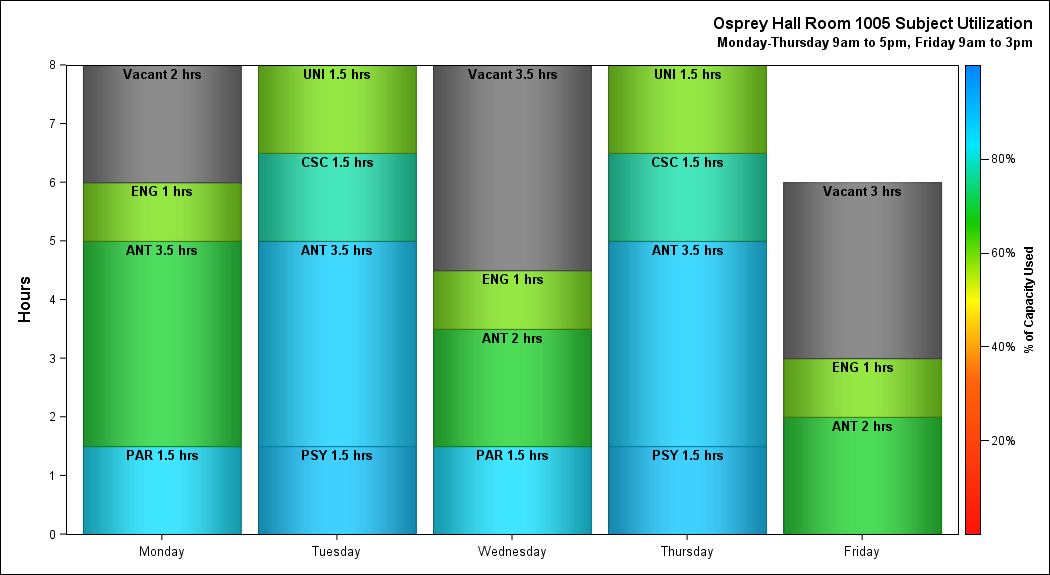 Osprey Hall Room 1005 Subject Utilization
Monday-Thursday 9am to 5pm, Friday 9am to 3pm
Hours
8
7
6
5
4
3
2
1
0
Vacant 2 hrs
ENG 1 hrs
ANT 3.5 hrs
PAR 1.5 hrs
UNI 1.5 hrs
CSC 1.5 hrs
ANT 3.5 hrs
PSY 1.5 hrs
Vacant 3.5 hrs
ENG 1 hrs
ANT 2 hrs
PAR 1.5 hrs
UNI 1.5 hrs
CSC 1.5 hrs
ANT 3.5 hrs
PSY 1.5 hrs
Vacant 3 hrs
ENG 1 hrs
ANT 2 hrs
Monday
Tuesday
Wednesday
Thursday
Friday
80%
60%
40%
20%
% of Capacity Used